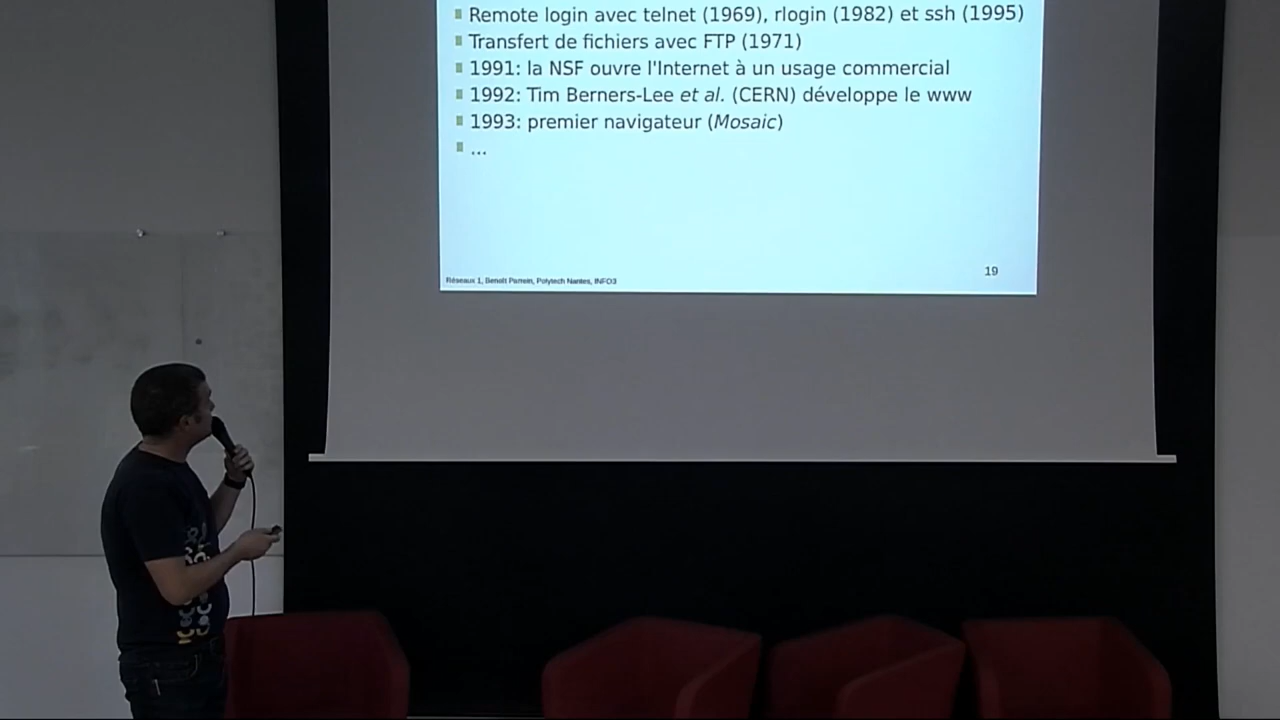 Remote login avec telnet (1969), rlogin (1982) et ssh (1995)
Transfert de fichiers avec FTP (1971)
1991: la NSF ouvre l'Internet à un usage commercial
1992: Tim Berners-Lee et al. (CERN) développe le www
1993: premier navigateur (Mosaic)
...
19
Réseaux 1, Benoît Parrein, Polytech Nantes, INFO3